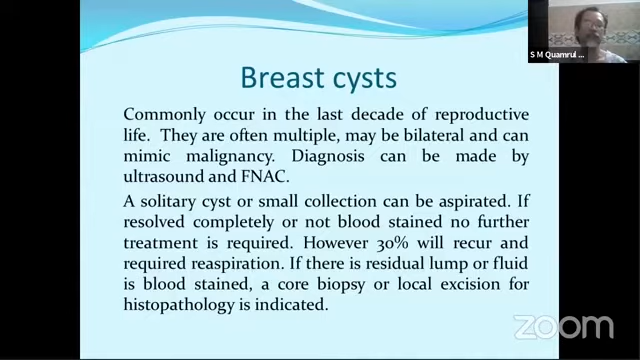 S M Quamrul ...
Breast cysts
Commonly occur in the last decade of reproductive
life. They are often multiple, may be bilateral and can
mimic malignancy. Diagnosis can be made by
ultrasound and FNAC.
A solitary cyst or small collection can be aspirated. If
resolved completely or not blood stained no further
treatment is required. However 30% will recur and
required reaspiration. If there is residual lump or fluid
is blood stained, a core biopsy or local excision for
histopathology is indicated.
zoom